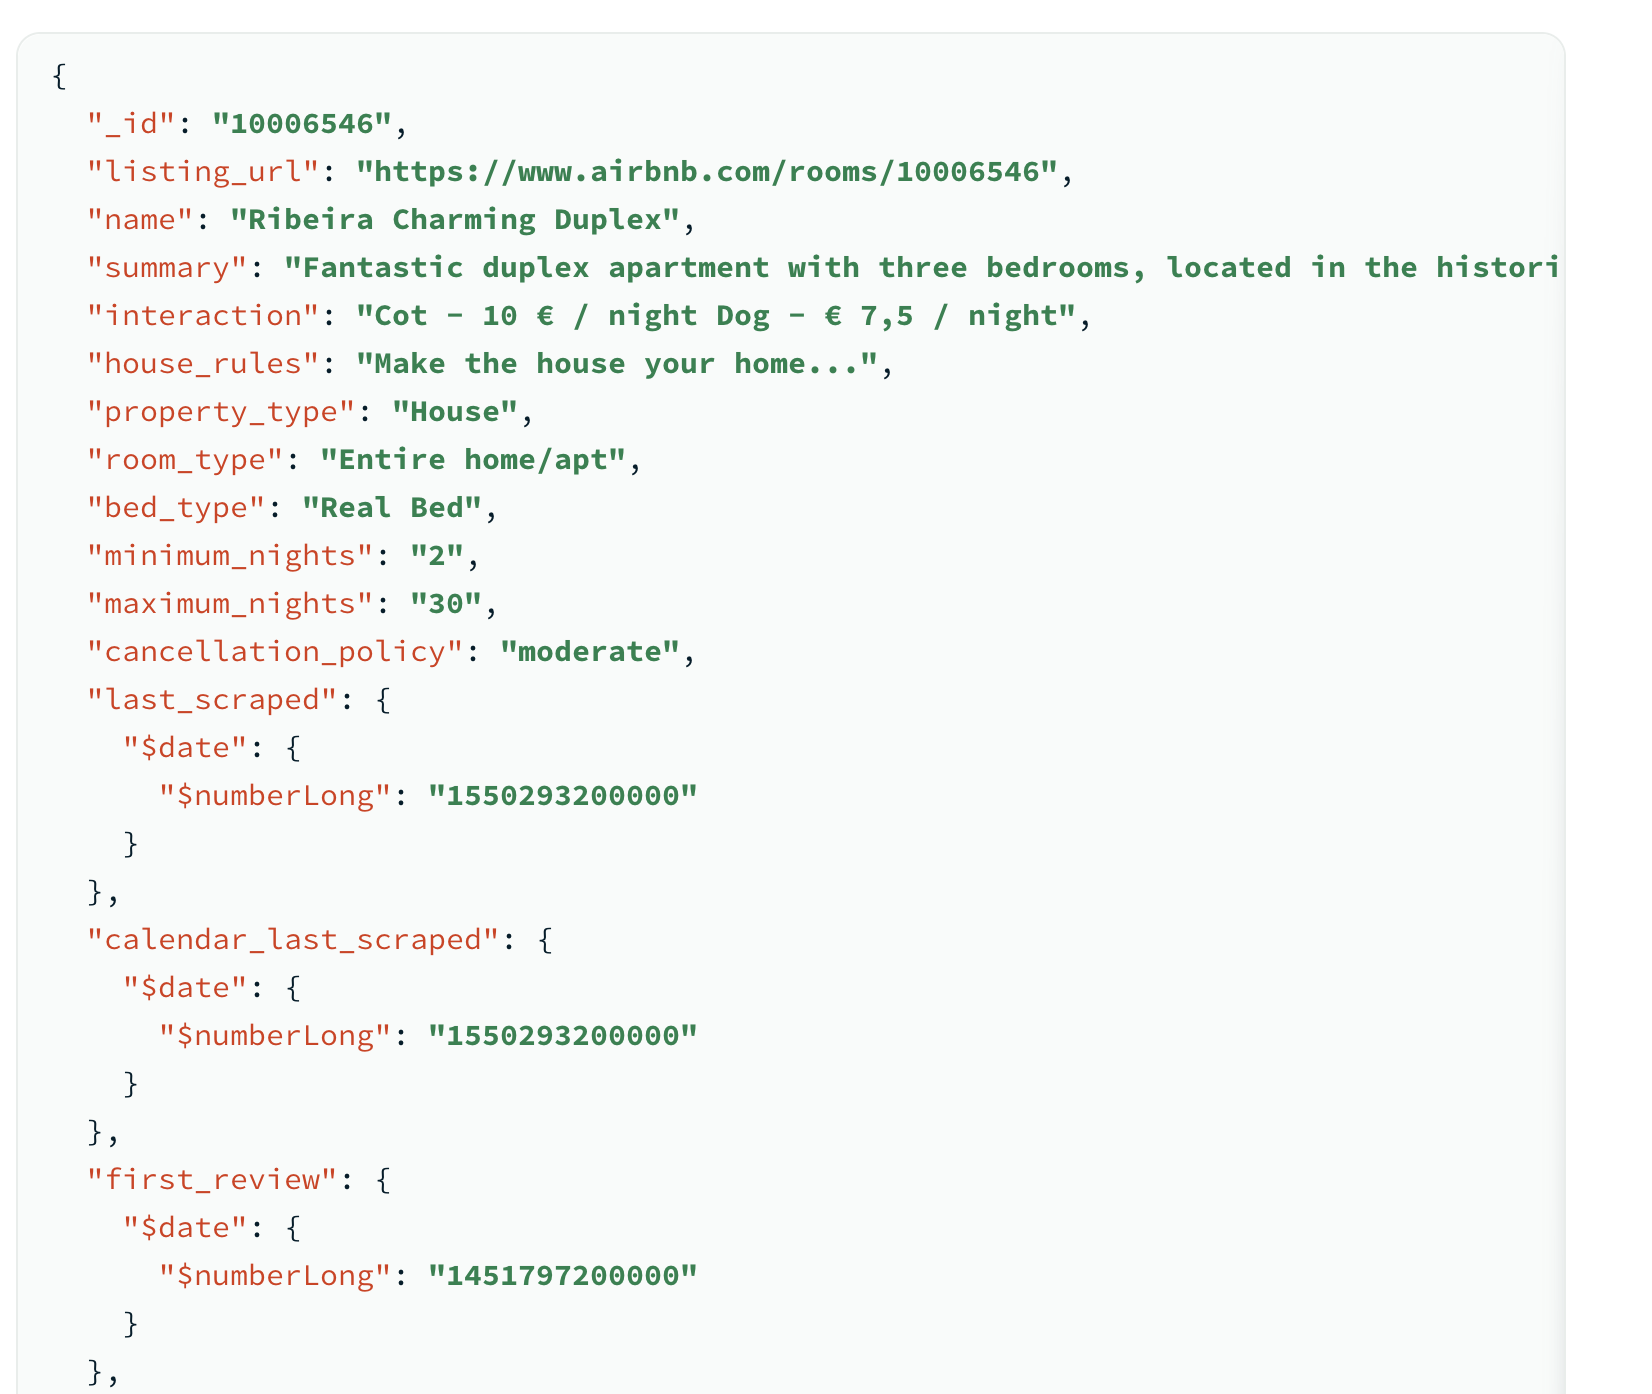 {
  "_id": "10006546",
  "listing_url": "https://www.airbnb.com/rooms/10006546",
  "name": "Ribeira Charming Duplex",
  "summary": "Fantastic duplex apartment with three bedrooms, located in the histori
  "interaction": "Cot - 10 € / night Dog - € 7,5 / night",
  "house_rules": "Make the house your home...",
  "property_type": "House",
  "room_type": "Entire home/apt",
  "bed_type": "Real Bed",
  "minimum_nights": "2",
  "maximum_nights": "30",
  "cancellation_policy": "moderate",
  "last_scraped": {
    "$date": {
      "$numberLong": "1550293200000"
    }
  },
  "calendar_last_scraped": {
    "$date": {
      "$numberLong": "1550293200000"
    }
  },
  "first_review": {
    "$date": {
      "$numberLong": "1451797200000"
    }
  },